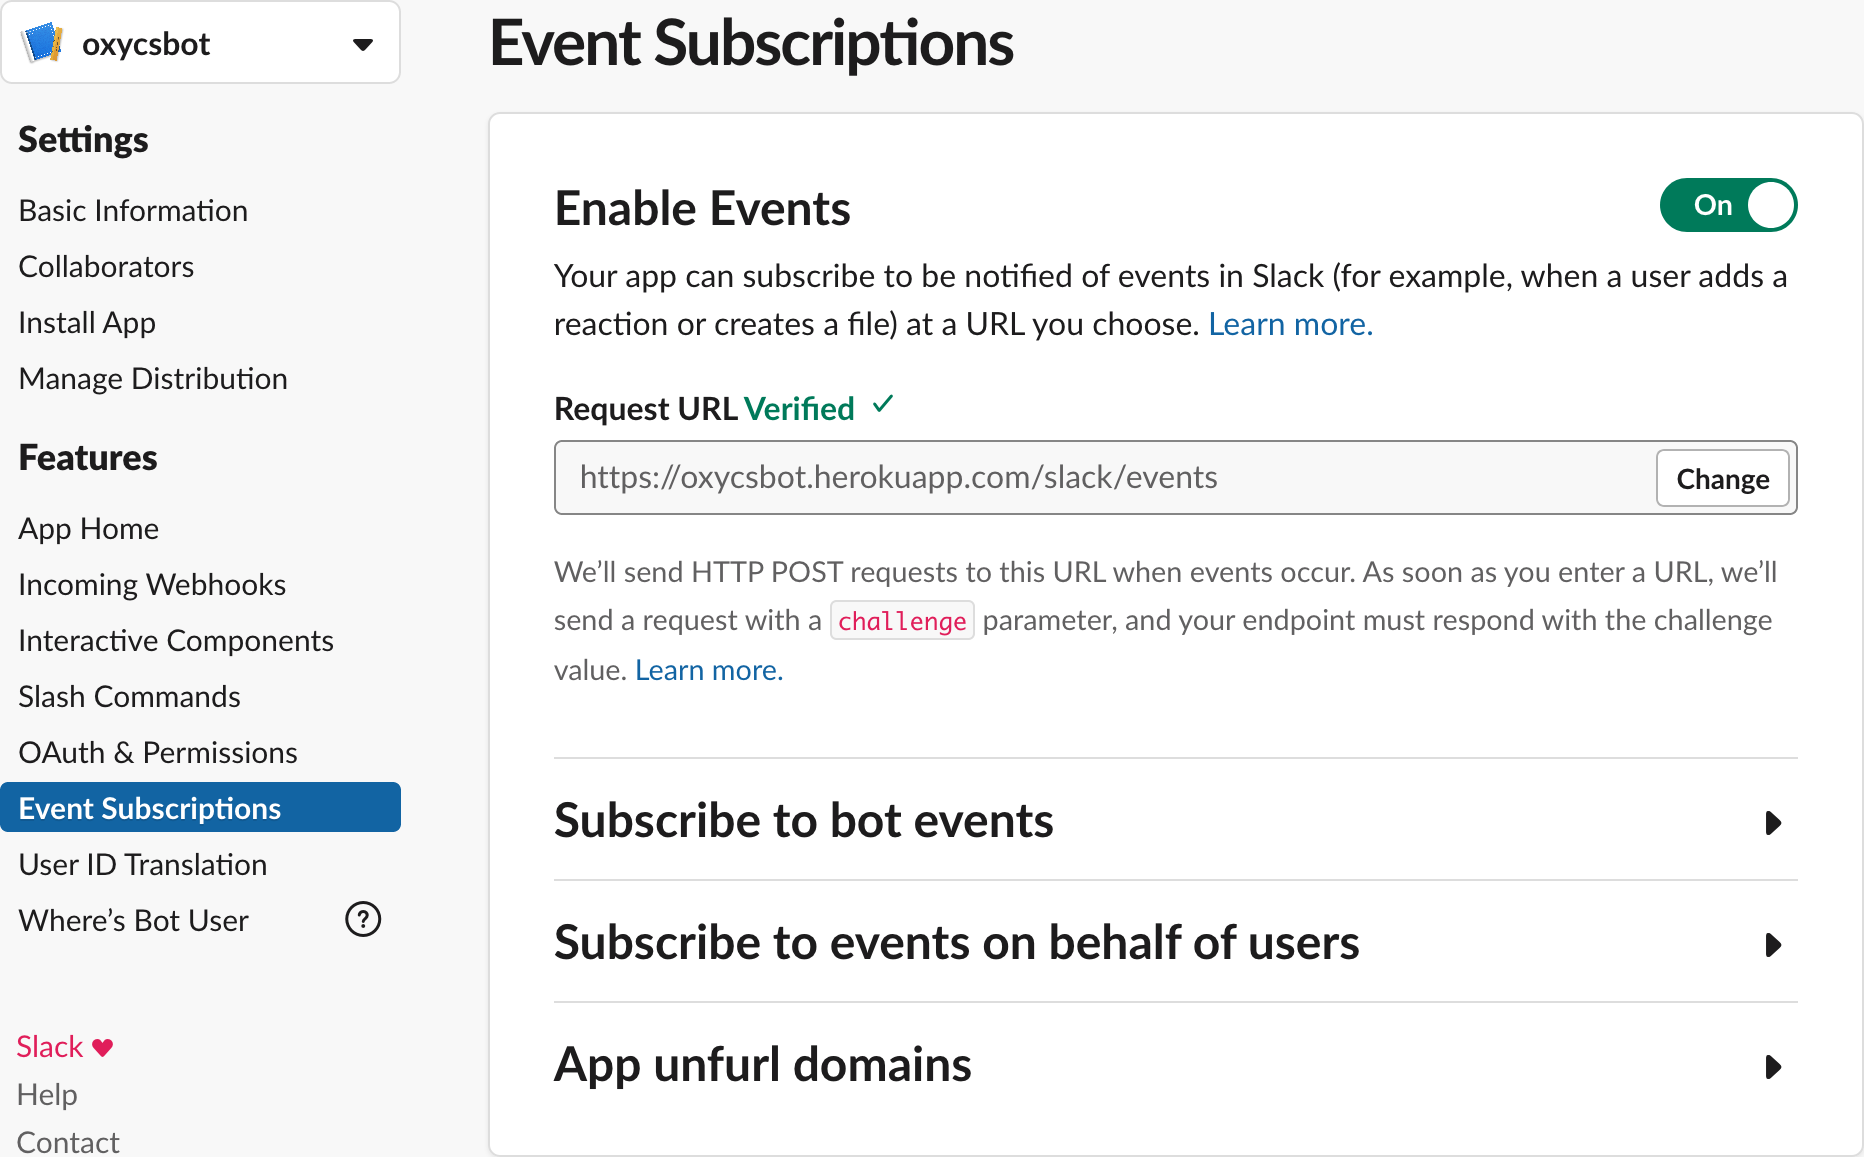 oxycsbot
Settings
Basic Information
Collaborators
Install App
Manage Distribution
Features
App Home
Incoming Webhooks
Interactive Components
Slash Commands
OAuth & Permissions
Event Subscriptions
User ID Translation
Where’s Bot User
?
Slack ♥
Help
Contact
Event Subscriptions
Enable Events
On
Your app can subscribe to be notified of events in Slack (for example, when a user adds a
reaction or creates a file) at a URL you choose. Learn more.
Request URL Verified ✓
https://oxycsbot.herokuapp.com/slack/events
Change
We’ll send HTTP POST requests to this URL when events occur. As soon as you enter a URL, we’ll
send a request with a challenge parameter, and your endpoint must respond with the challenge
value. Learn more.
Subscribe to bot events
Subscribe to events on behalf of users
App unfurl domains